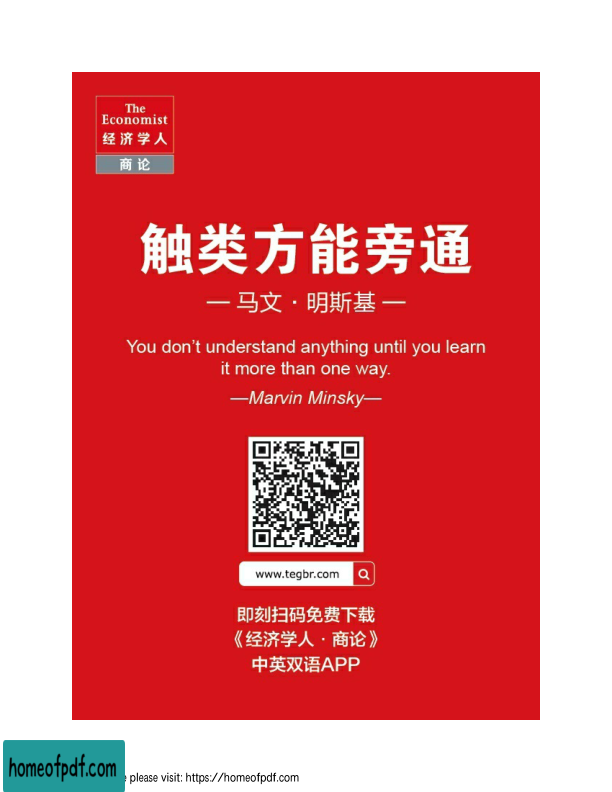 The
Economist
经济学人
商论
触类方能旁通
— 马文 · 明斯基 —
You don’t understand anything until you learn
it more than one way.
—Marvin Minsky—
www.tegbr.com
即刻扫码免费下载
《经济学人 · 商论》
中英双语APP
homeofpdf.com
please visit: https://homeofpdf.com